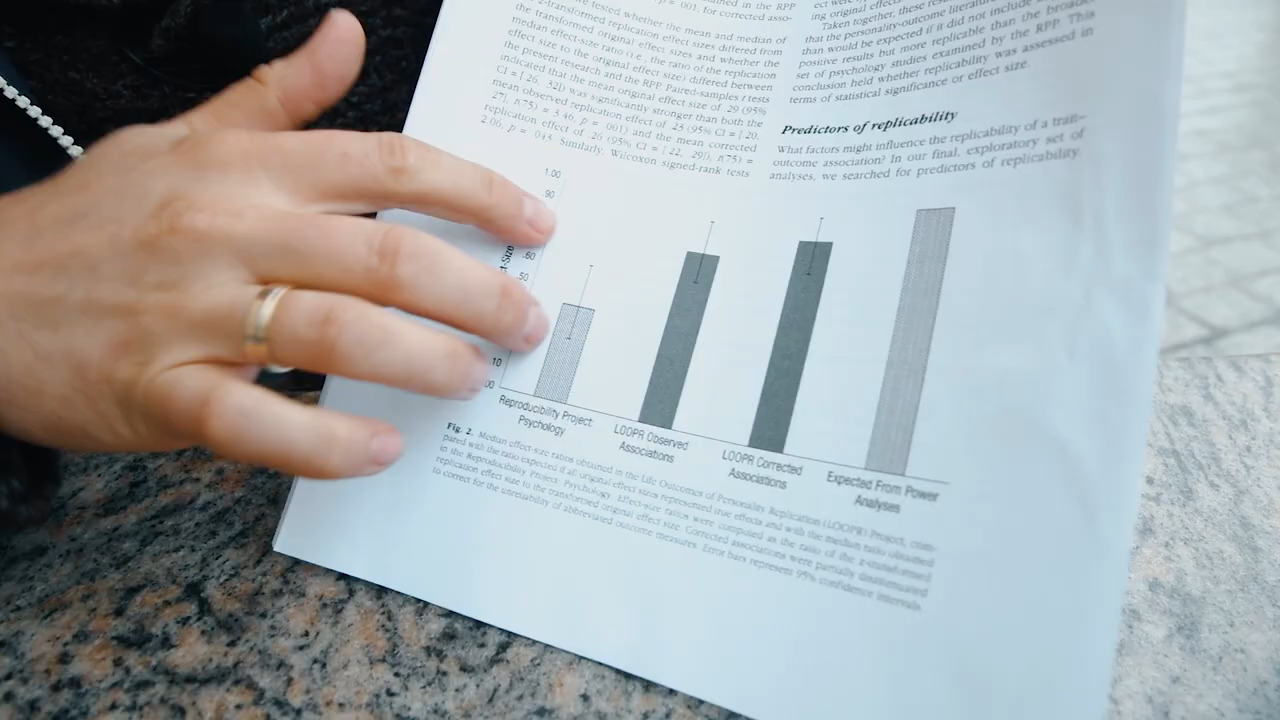 ained in the RPP
p = .001, for corrected asso-
e tested whether the mean and median of
z-transformed replication effect sizes differed from
the transformed original effect sizes and whether the
median effect-size ratio (i.e., the ratio of the replication
effect size to the original effect size) differed between
the present research and the RPP. Paired-samples t tests
indicated that the mean original effect size of .29 (95%
CI = [.26, .32]) was significantly stronger than both the
mean observed replication effect of .23 (95% CI = [.20,
.27], t(75) = 3.46, p = .001) and the mean corrected
replication effect of .26 (95% CI = [.22, .29]), t(75) =
2.06, p = .043. Similarly, Wilcoxon signed-rank tests
ing original effects
Taken together, these resu
that the personality-outcome literatur
than would be expected if it did not include
positive results but more replicable than the broader
set of psychology studies examined by the RPP. This
conclusion held whether replicability was assessed in
terms of statistical significance or effect size.
Predictors of replicability
What factors might influence the replicability of a trait–
outcome association? In our final, exploratory set of
analyses, we searched for predictors of replicability
1.00
.90
.60
.50
.10
.00
ct-Size
Reproducibility Project:
Psychology
LOOPR Observed
Associations
LOOPR Corrected
Associations
Expected From Power
Analyses
Fig. 2. Median effect-size ratios obtained in the Life Outcomes of Personality Replication (LOOPR) Project, com-
pared with the ratio expected if all original effect sizes represented true effects and with the median ratio obtained
in the Reproducibility Project: Psychology. Effect-size ratios were computed as the ratio of the z-transformed
replication effect size to the transformed original effect size. Corrected associations were partially disattenuated
to correct for the unreliability of abbreviated outcome measures. Error bars represent 95% confidence intervals.